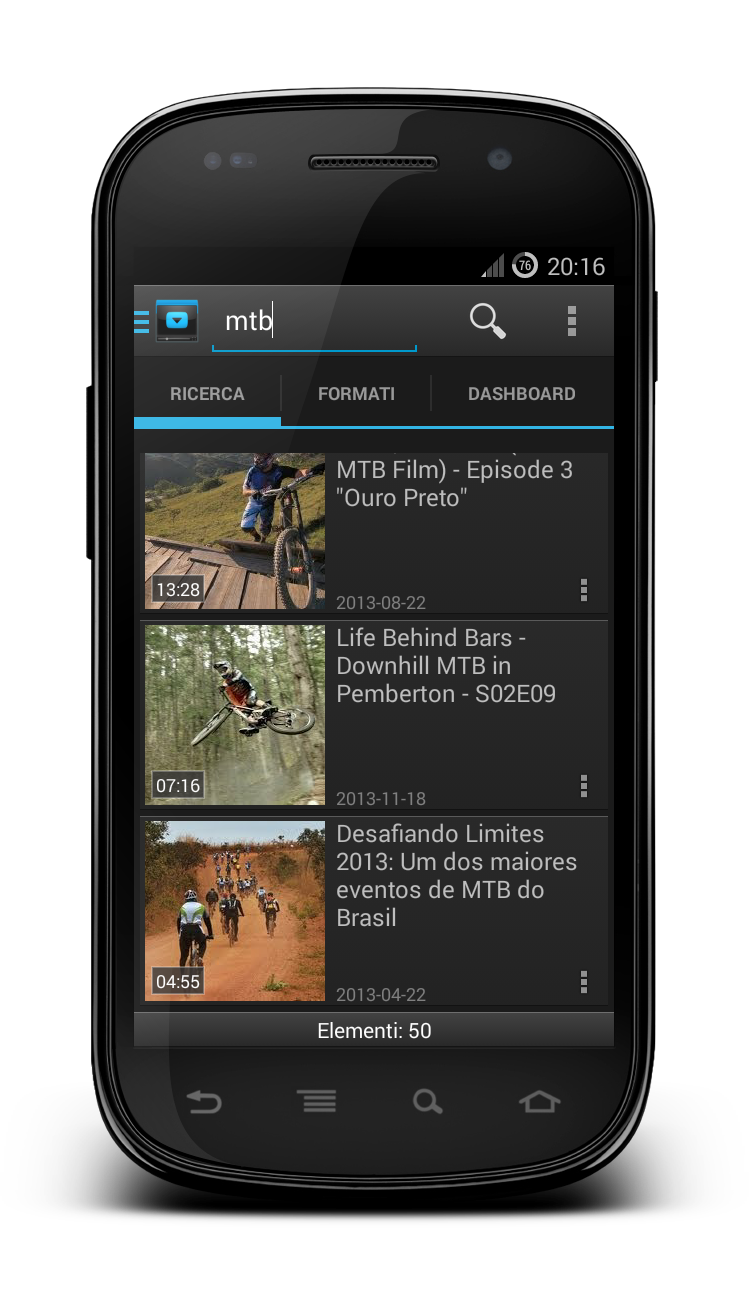 76 20:16
mtb
RICERCA FORMATI DASHBOARD
MTB Film) - Episode 3
"Ouro Preto"
13:28
2013-08-22
Life Behind Bars -
Downhill MTB in
Pemberton - S02E09
07:16
2013-11-18
Desafiando Limites
2013: Um dos maiores
eventos de MTB do
Brasil
04:55
2013-04-22
Elementi: 50